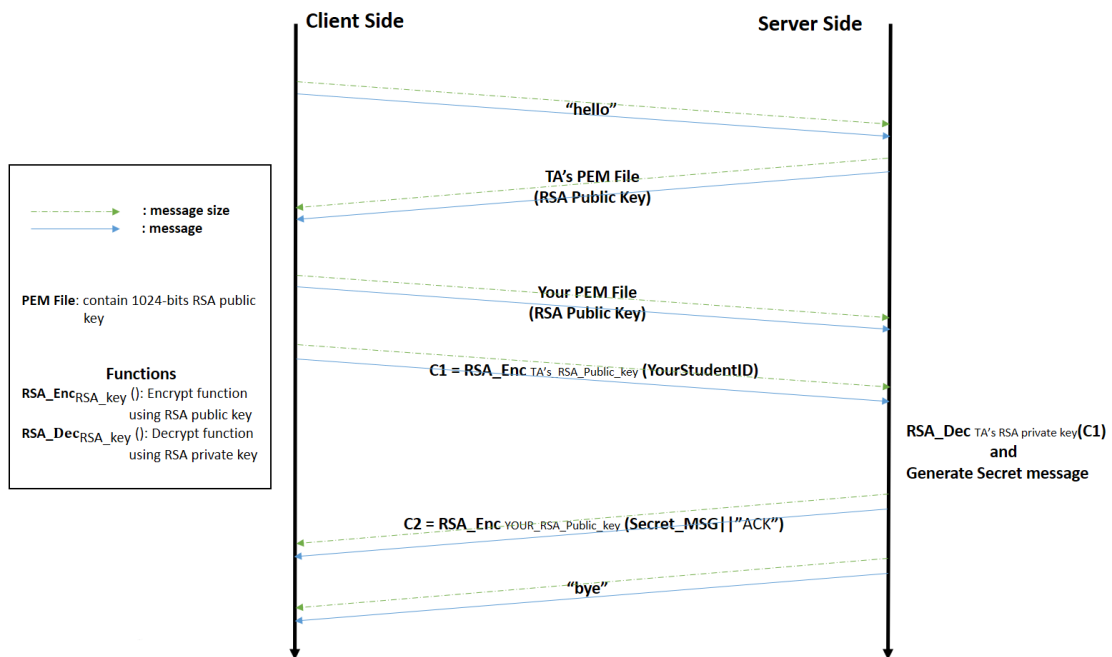 Client Side
Server Side
“hello”
TA’s PEM File
(RSA Public Key)
: message size
: message
PEM File: contain 1024-bits RSA public
key
Functions
RSA_EncRSA_key (): Encrypt function
using RSA public key
RSA_DecRSA_key (): Decrypt function
using RSA private key
Your PEM File
(RSA Public Key)
C1 = RSA_Enc TA’s_RSA_Public_key (YourStudentID)
RSA_Dec TA’s RSA private key(C1)
and
Generate Secret message
C2 = RSA_Enc YOUR_RSA_Public_key (Secret_MSG||”ACK”)
“bye”